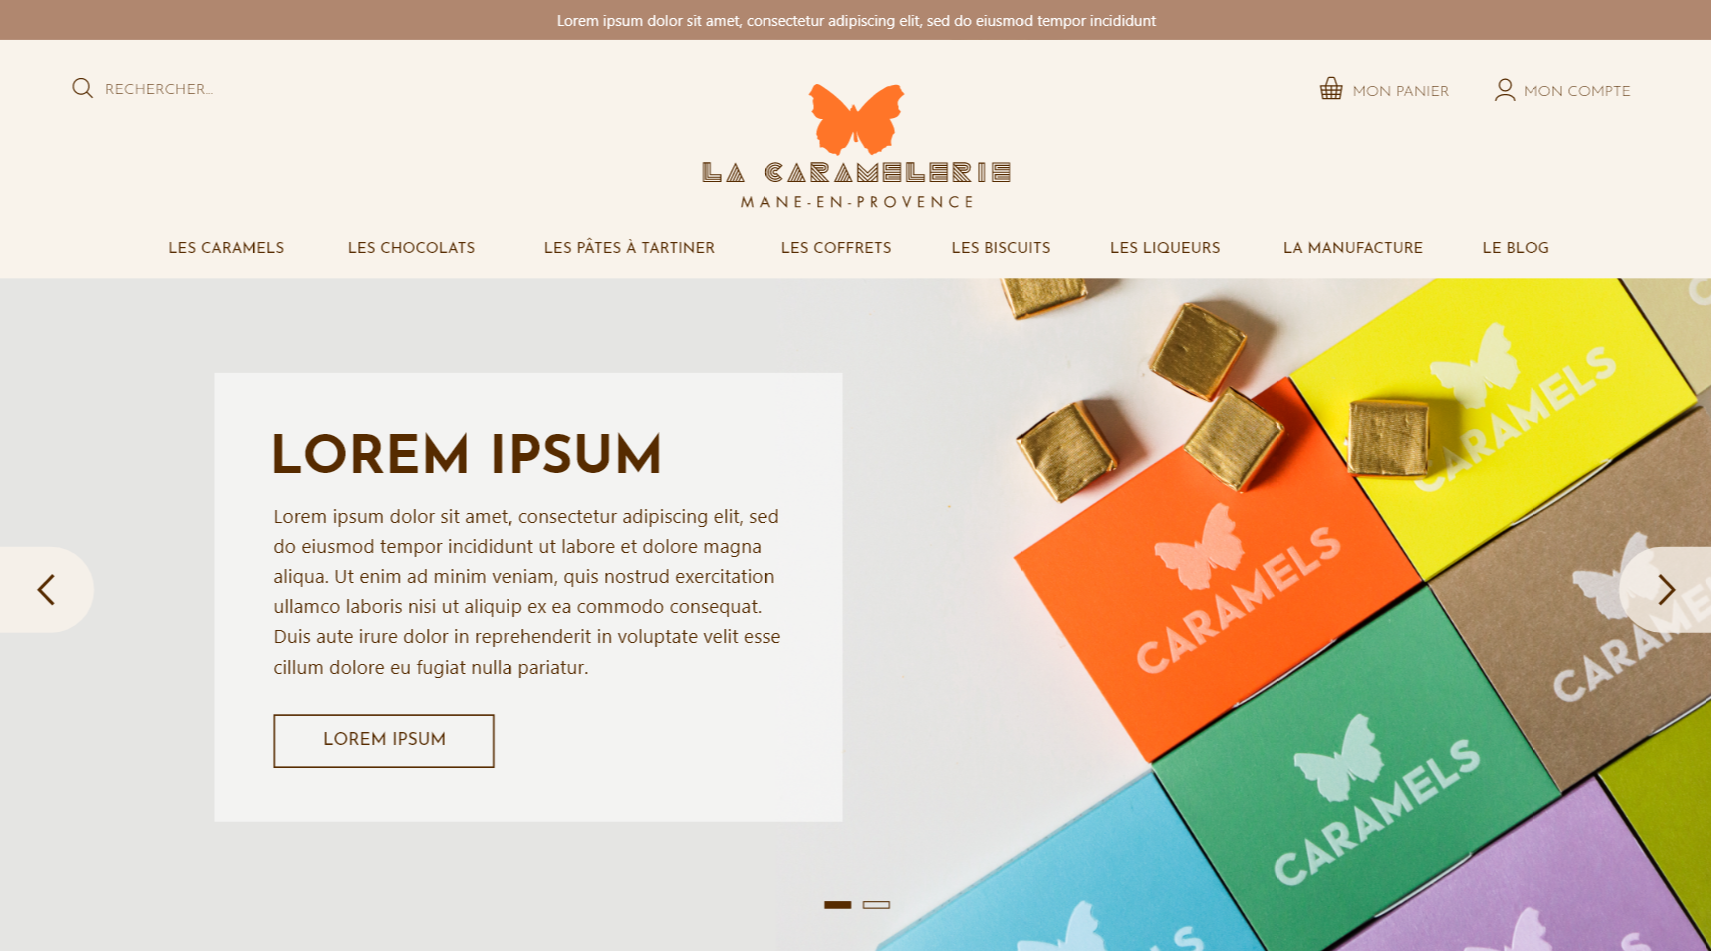 Lorem ipsum dolor sit amet, consectetur adipiscing elit, sed do eiusmod tempor incididunt
RECHERCHER...
MON PANIER
MON COMPTE
LA CARAMELERIE
MANE-EN-PROVENCE
LES CARAMELS
LES CHOCOLATS
LES PÂTES À TARTINER
LES COFFRETS
LES BISCUITS
LES LIQUEURS
LA MANUFACTURE
LE BLOG
LOREM IPSUM
Lorem ipsum dolor sit amet, consectetur adipiscing elit, sed
do eiusmod tempor incididunt ut labore et dolore magna
aliqua. Ut enim ad minim veniam, quis nostrud exercitation
ullamco laboris nisi ut aliquip ex ea commodo consequat.
Duis aute irure dolor in reprehenderit in voluptate velit esse
cillum dolore eu fugiat nulla pariatur.
LOREM IPSUM
CARAMELS
CARAMELS
CARAMELS